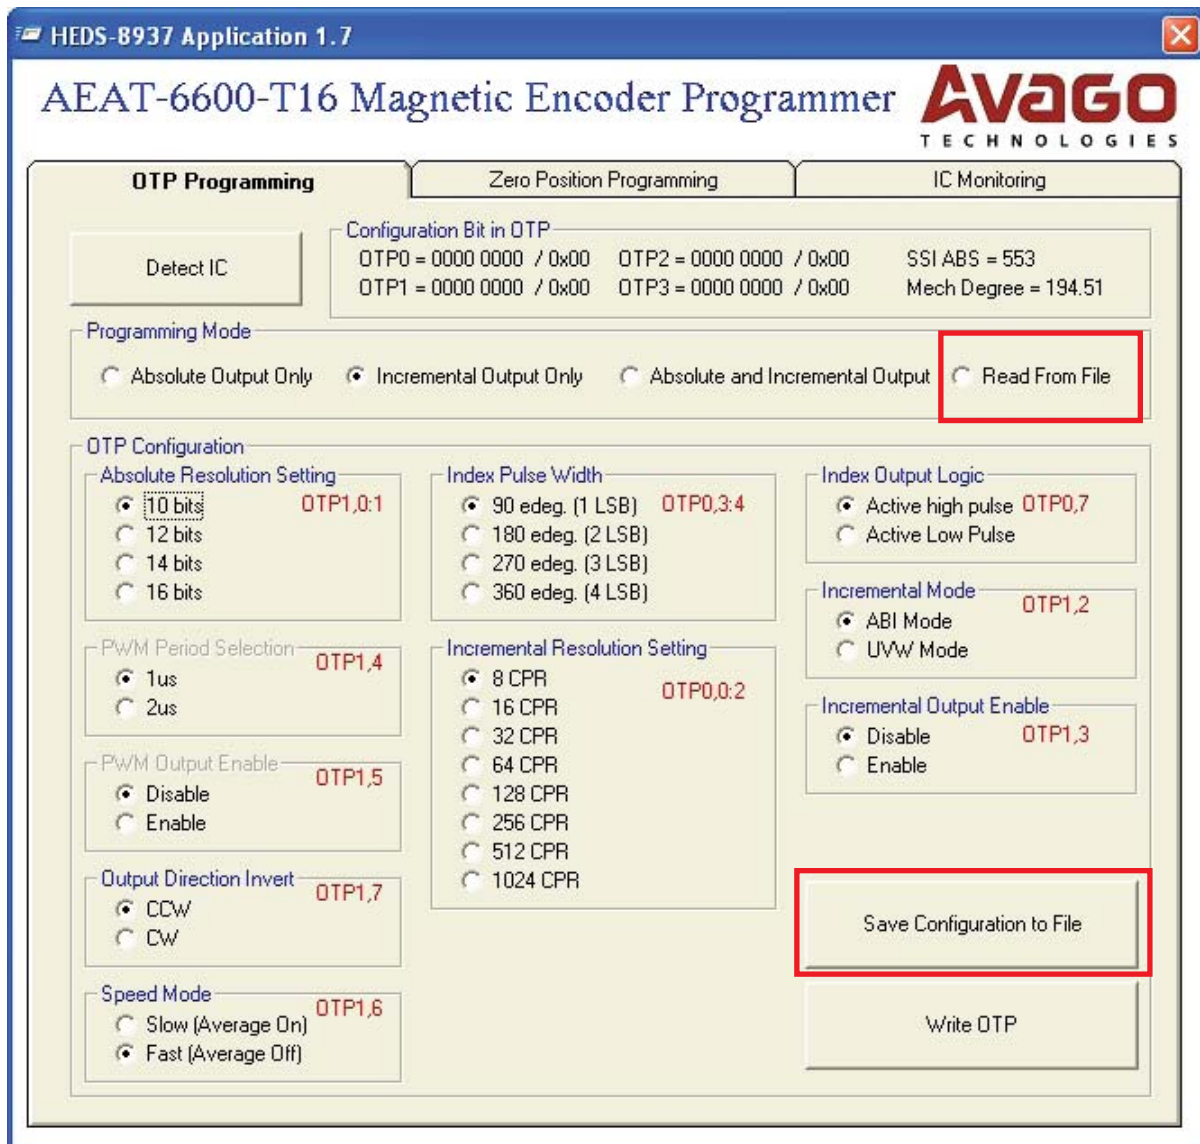 HEDS-8937 Application 1.7
AEAT-6600-T16 Magnetic Encoder Programmer
AVAGO
TECHNOLOGIES
OTP Programming
Zero Position Programming
IC Monitoring
Detect IC
Configuration Bit in OTP
OTP0 = 0000 0000 / 0x00 OTP2 = 0000 0000 / 0x00 SSI ABS = 553
OTP1 = 0000 0000 / 0x00 OTP3 = 0000 0000 / 0x00 Mech Degree = 194.51
Programming Mode
Absolute Output Only Incremental Output Only Absolute and Incremental Output Read From File
OTP Configuration
Absolute Resolution Setting
10 bits OTP1,0:1
12 bits
14 bits
16 bits
PWM Period Selection
OTP1,4
1us
2us
PWM Output Enable
OTP1,5
Disable
Enable
Output Direction Invert
OTP1,7
CCW
CW
Speed Mode
OTP1,6
Slow (Average On)
Fast (Average Off)
Index Pulse Width
90 edeg. (1 LSB) OTP0,3:4
180 edeg. (2 LSB)
270 edeg. (3 LSB)
360 edeg. (4 LSB)
Incremental Resolution Setting
8 CPR
OTP0,0:2
16 CPR
32 CPR
64 CPR
128 CPR
256 CPR
512 CPR
1024 CPR
Index Output Logic
Active high pulse OTP0,7
Active Low Pulse
Incremental Mode
OTP1,2
ABI Mode
UVW Mode
Incremental Output Enable
Disable OTP1,3
Enable
Save Configuration to File
Write OTP